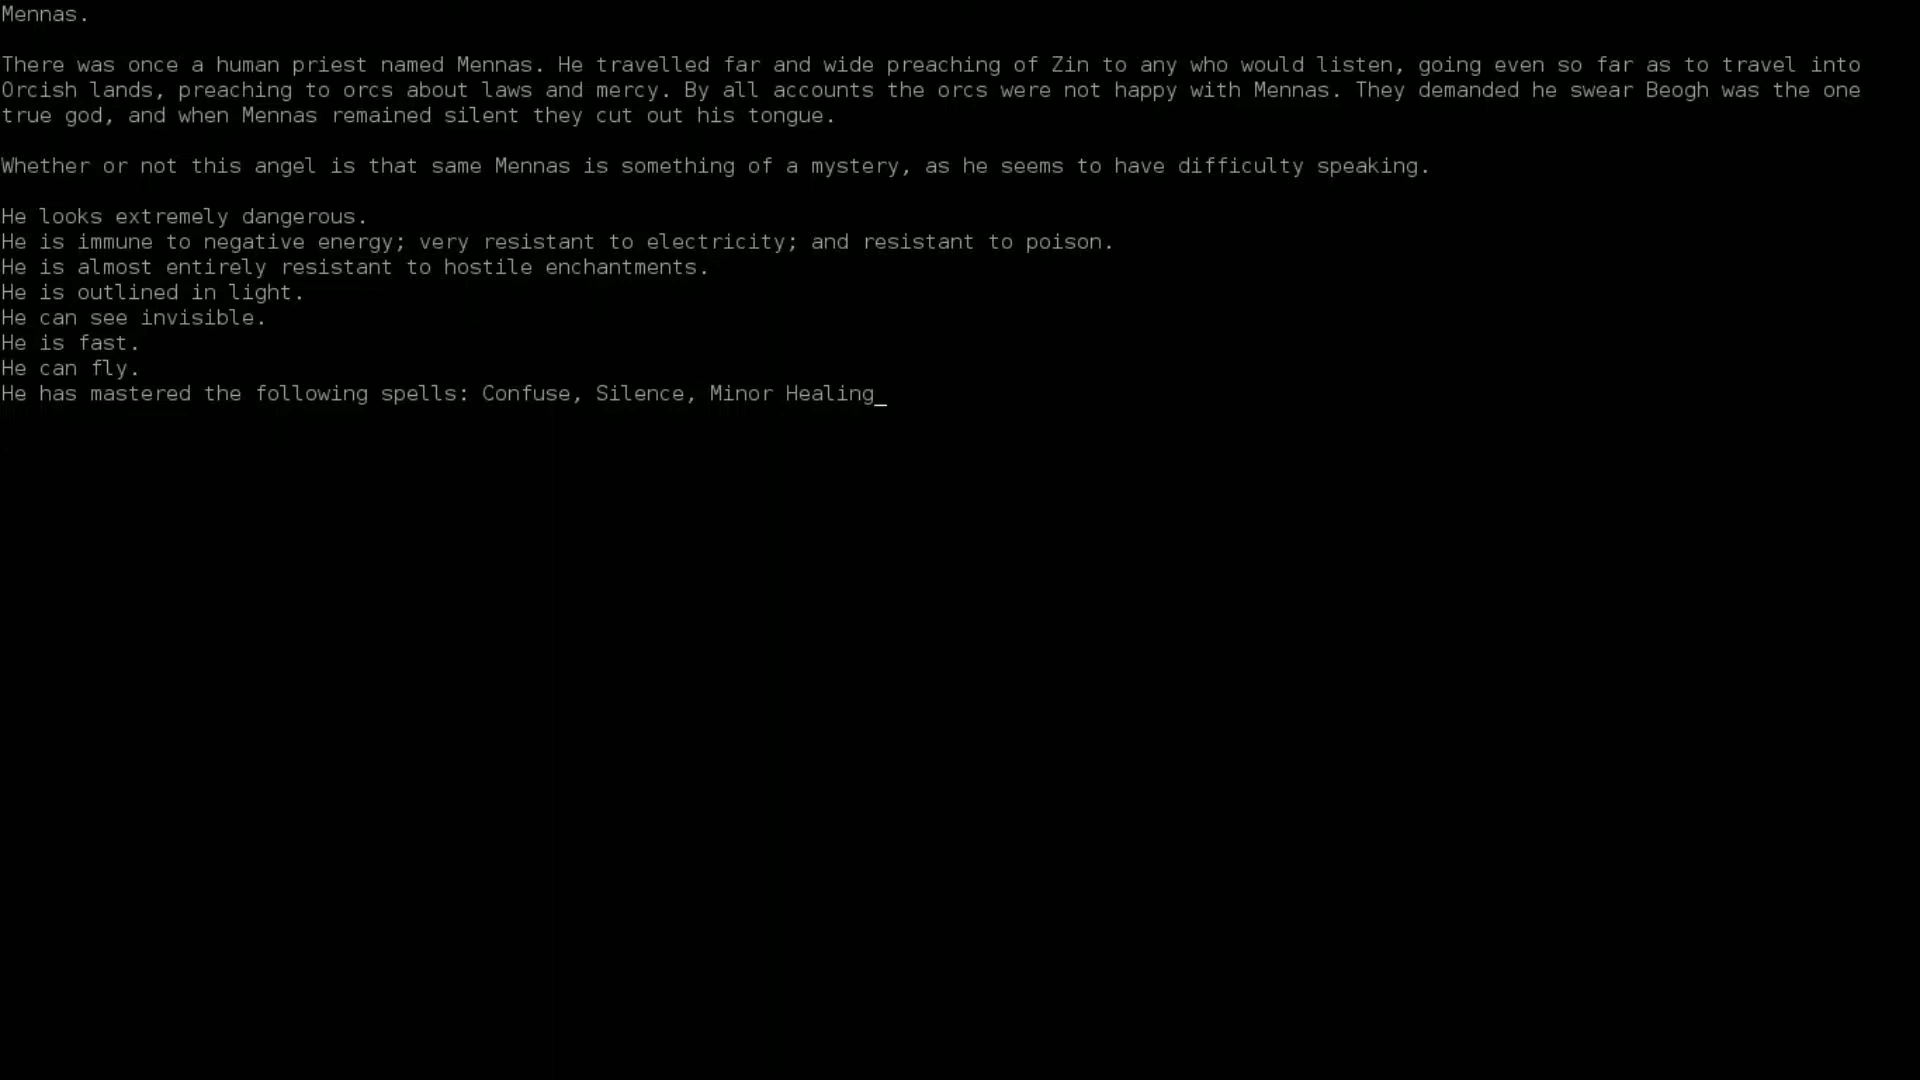 Mennas.
There was once a human priest named Mennas. He travelled far and wide preaching of Zin to any who would listen, going even so far as to travel into
Orcish lands, preaching to orcs about laws and mercy. By all accounts the orcs were not happy with Mennas. They demanded he swear Beogh was the one
true god, and when Mennas remained silent they cut out his tongue.
Whether or not this angel is that same Mennas is something of a mystery, as he seems to have difficulty speaking.
He looks extremely dangerous.
He is immune to negative energy; very resistant to electricity; and resistant to poison.
He is almost entirely resistant to hostile enchantments.
He is outlined in light.
He can see invisible.
He is fast.
He can fly.
He has mastered the following spells: Confuse, Silence, Minor Healing_